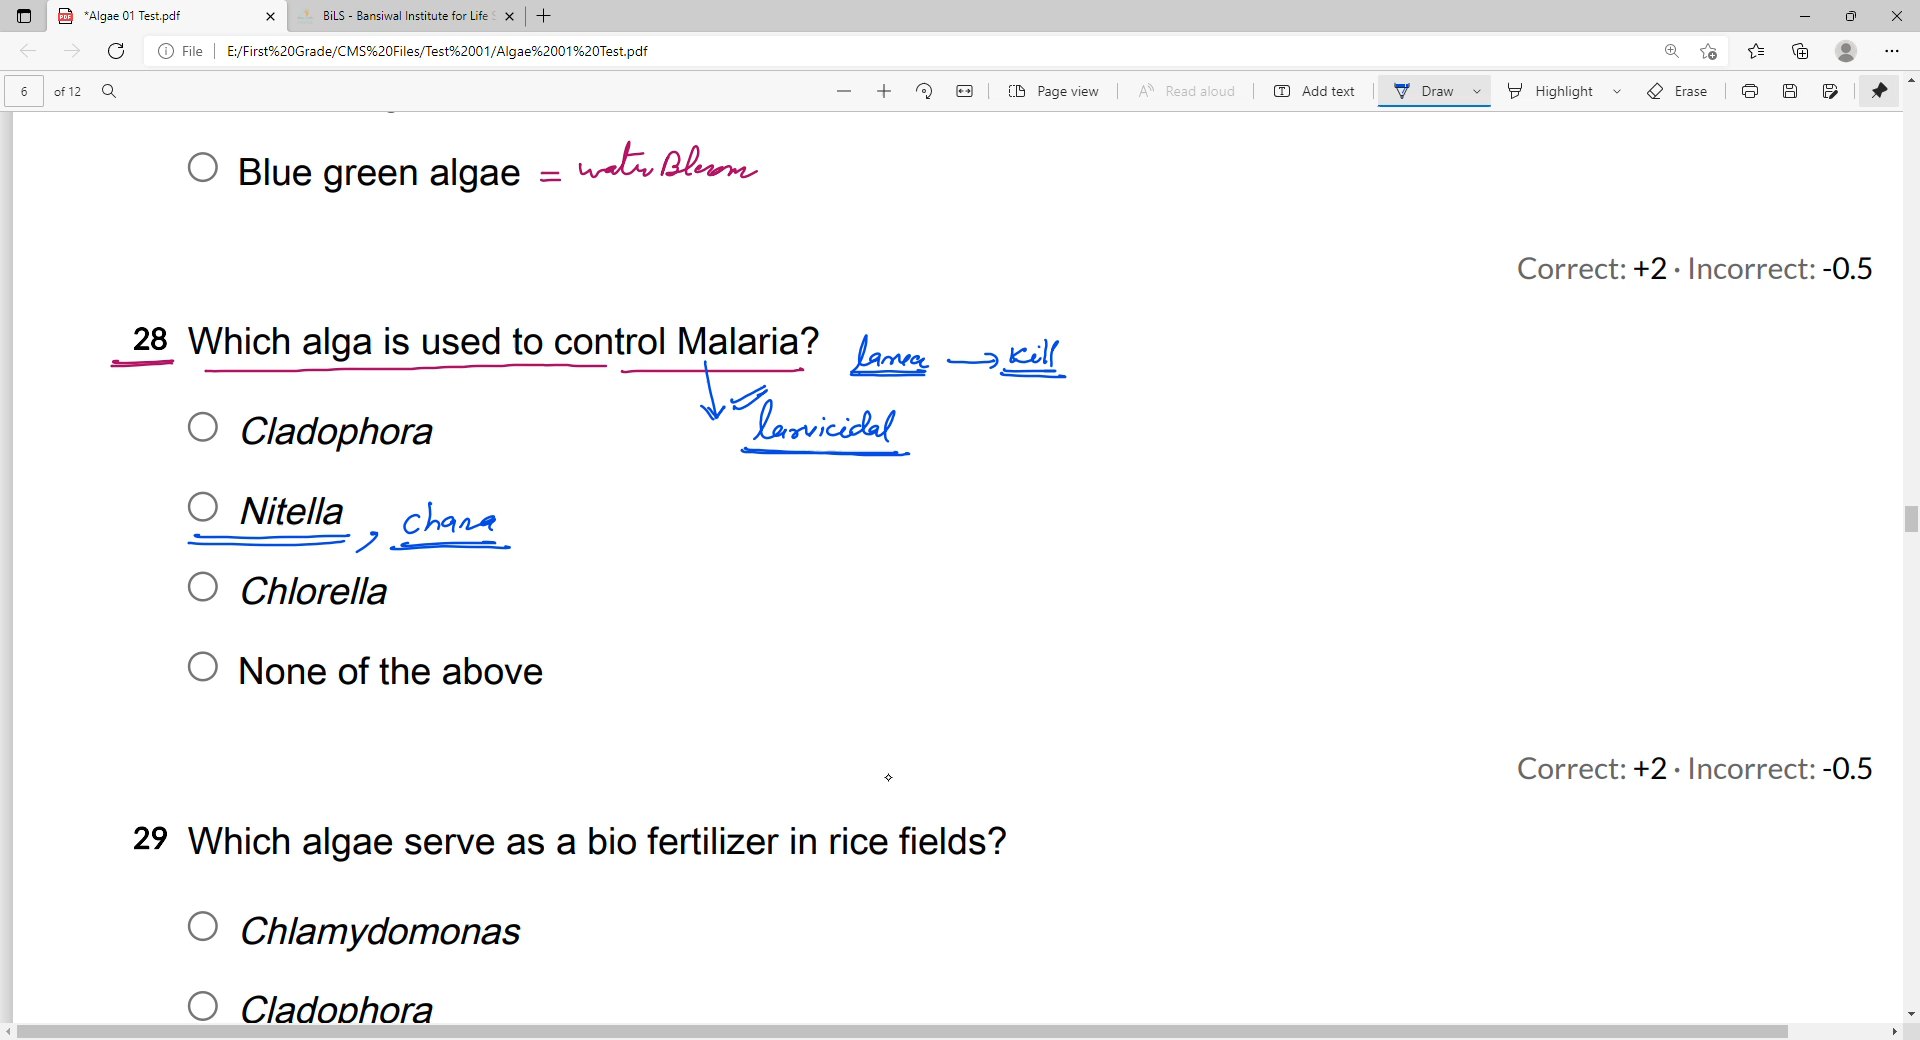 *Algae 01 Test.pdf
BiLS - Bansiwal Institute for Life S
File
E:/First%20Grade/CMS%20Files/Test%2001/Algae%2001%20Test.pdf
6 of 12
Page view
Read aloud
Add text
Draw
Highlight
Erase
Blue green algae = water Bloom
Correct: +2 · Incorrect: -0.5
28 Which alga is used to control Malaria?
larvea → Kill
Cladophora
larvicidal
Nitella , chara
Chlorella
None of the above
Correct: +2 · Incorrect: -0.5
29 Which algae serve as a bio fertilizer in rice fields?
Chlamydomonas
Cladophora